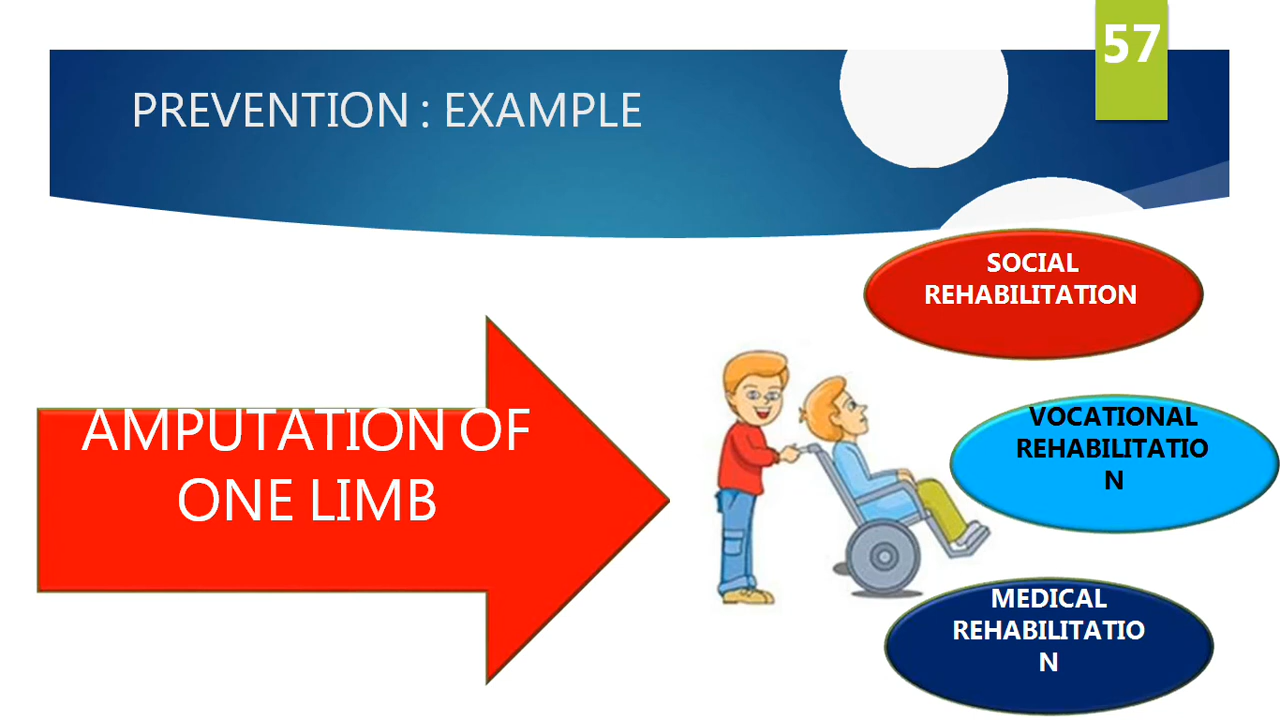 57
PREVENTION : EXAMPLE
SOCIAL
REHABILITATION
AMPUTATION OF
ONE LIMB
VOCATIONAL
REHABILITATIO
N
MEDICAL
REHABILITATIO
N